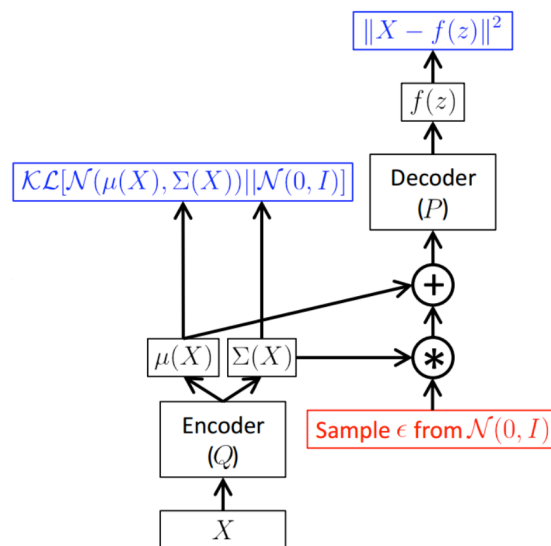 ‖X − f(z)‖²
f(z)
𝒦ℒ[𝒩(μ(X), Σ(X))||𝒩(0, I)]
Decoder
(P)
+
μ(X)
Σ(X)
*
Encoder
(Q)
Sample ϵ from 𝒩(0, I)
X